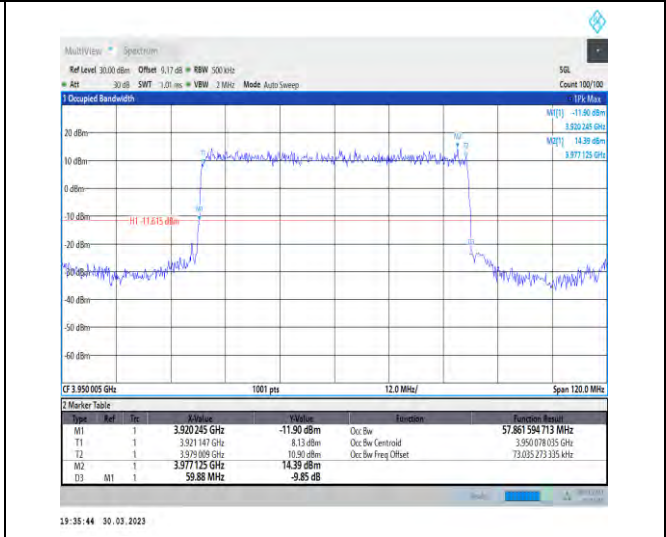 MultiView Spectrum
Ref Level 30.00 dBm Offset 9.17 dB RBW 500 kHz SGL
Att 30 dB SWT 1.01 ms VBW 2 MHz Mode Auto Sweep Count 100/100
1 Occupied Bandwidth 1Pk Max
M1[1] -11.90 dBm
3.920 245 GHz
M2[1] 14.39 dBm
3.977 125 GHz
20 dBm
10 dBm
0 dBm
-10 dBm
H1 -11.615 dBm
-20 dBm
-30 dBm
-40 dBm
-50 dBm
-60 dBm
CF 3.950 005 GHz 1001 pts 12.0 MHz/ Span 120.0 MHz
2 Marker Table
Type Ref Trc X-Value Y-Value Function Function Result
M1 1 3.920 245 GHz -11.90 dBm Occ Bw 57.861 594 713 MHz
T1 1 3.921 147 GHz 8.13 dBm Occ Bw Centroid 3.950 078 035 GHz
T2 1 3.979 009 GHz 10.90 dBm Occ Bw Freq Offset 73.035 273 335 kHz
M2 1 3.977 125 GHz 14.39 dBm
D3 M1 1 59.88 MHz -9.85 dB
19:35:44 30.03.2023